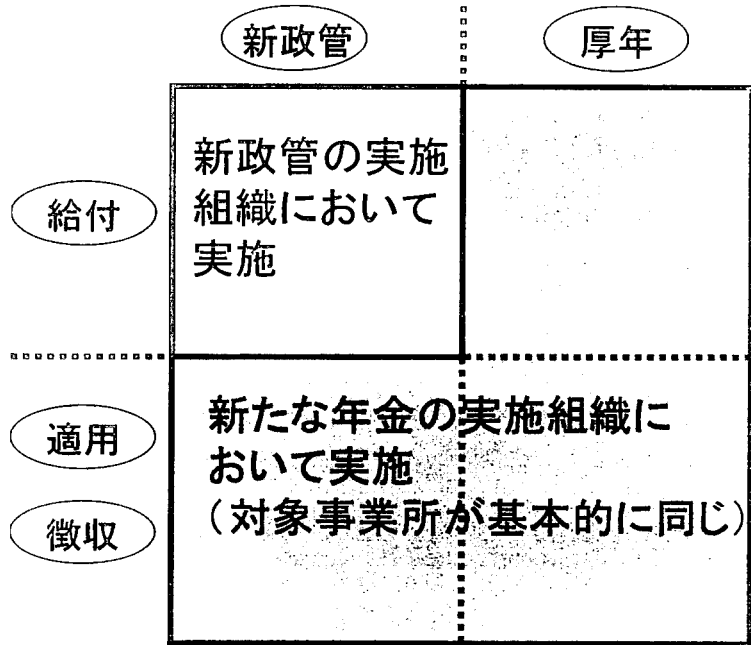 新政管
厚年
給付
新政管の実施
組織において
実施
適用
徴収
新たな年金の実施組織に
おいて実施
（対象事業所が基本的に同じ）